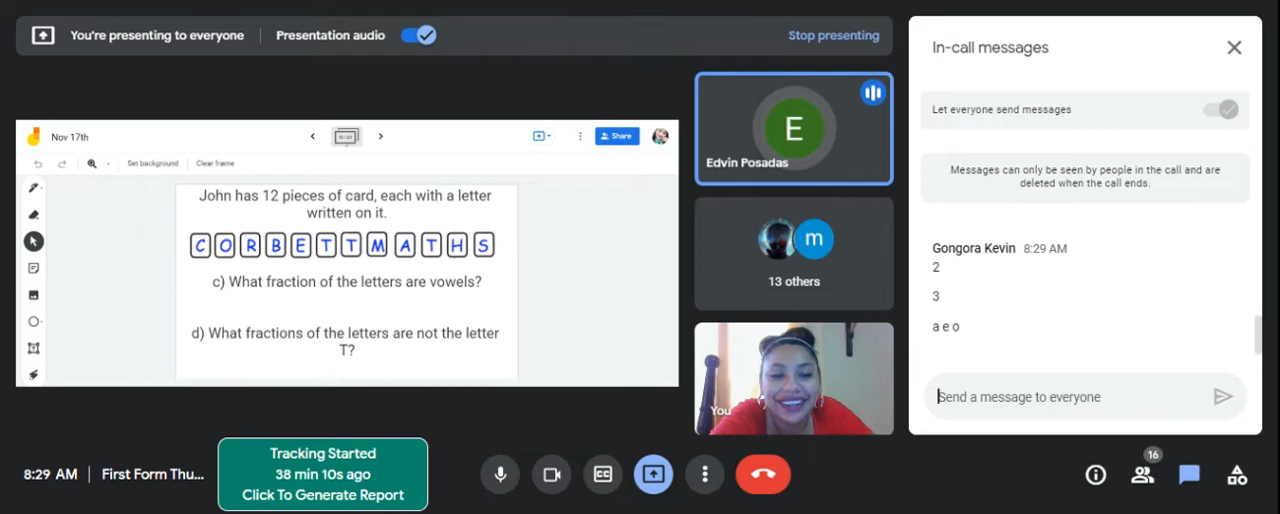 You're presenting to everyone
Presentation audio
Stop presenting
In-call messages
Let everyone send messages
Messages can only be seen by people in the call and are
deleted when the call ends.
Gongora Kevin 8:29 AM
2
3
a e o
Send a message to everyone
Nov 17th
Share
Set background
Clear frame
John has 12 pieces of card, each with a letter
written on it.
C O R B E T T M A T H S
c) What fraction of the letters are vowels?
d) What fractions of the letters are not the letter
T?
E
Edvin Posadas
m
13 others
You
8:29 AM
First Form Thu...
Tracking Started
38 min 10s ago
Click To Generate Report
CC
16